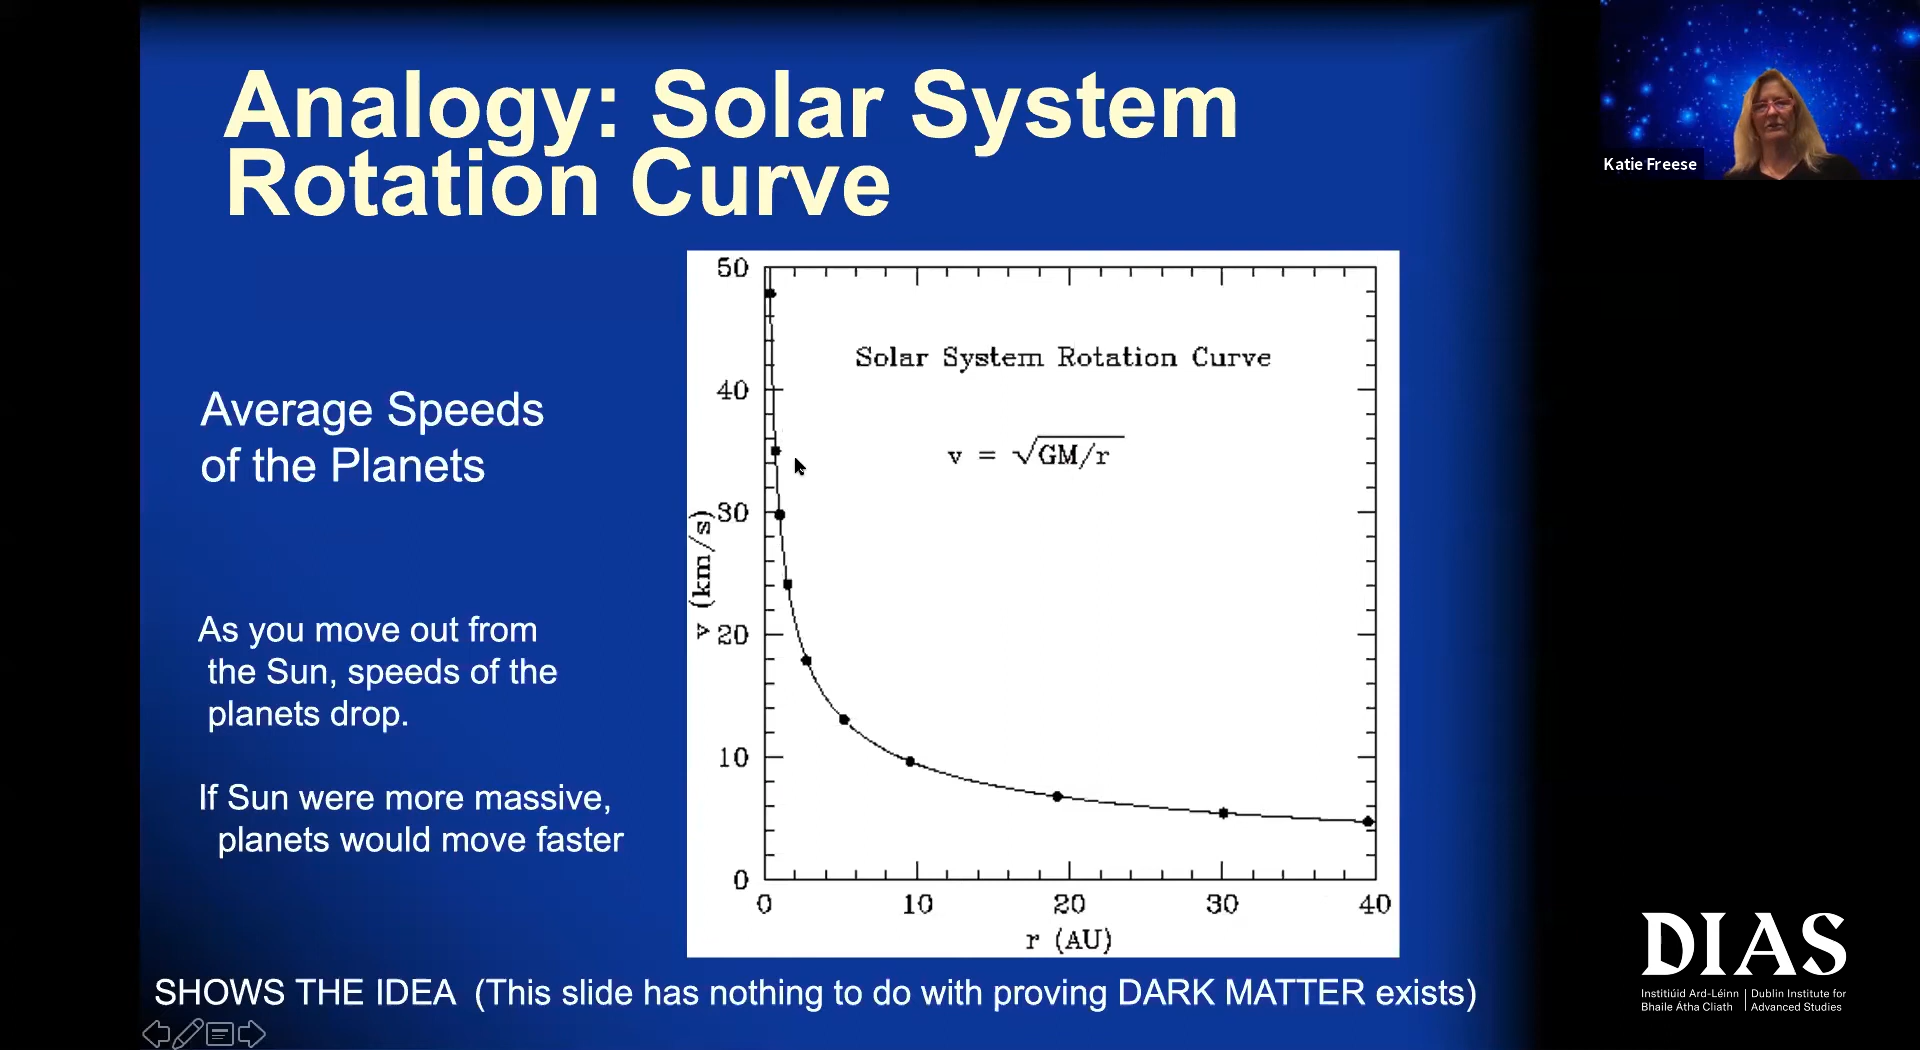 Analogy: Solar System
Rotation Curve
Katie Freese
Average Speeds
of the Planets
As you move out from
the Sun, speeds of the
planets drop.
If Sun were more massive,
planets would move faster
Solar System Rotation Curve
v = √GM/r
v (km/s)
50
40
30
20
10
0
0 10 20 30 40
r (AU)
SHOWS THE IDEA (This slide has nothing to do with proving DARK MATTER exists)
DIAS
Institiúid Ard-Léinn | Dublin Institute for
Bhaile Átha Cliath | Advanced Studies